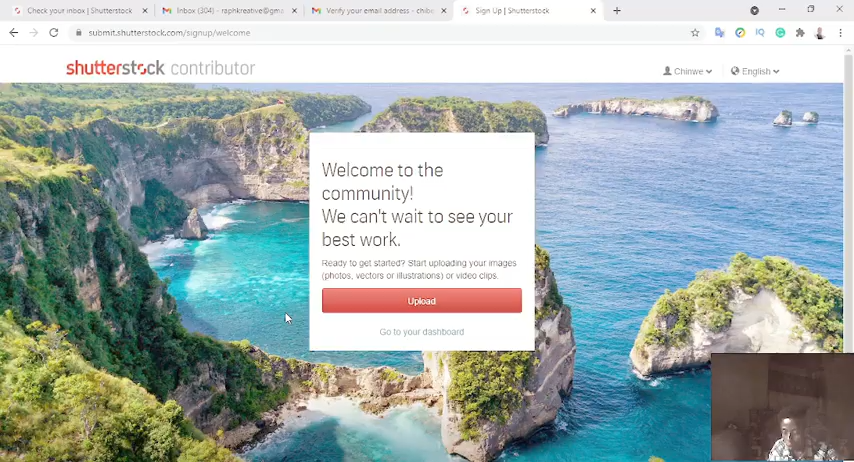 Check your inbox | Shutterstock
Inbox (304) - raphkreative@gm
Verify your email address - chibe
Sign Up | Shutterstock
submit.shutterstock.com/signup/welcome
shutterstock contributor
Chinwe
English
Welcome to the
community!
We can't wait to see your
best work.
Ready to get started? Start uploading your images
(photos, vectors or illustrations) or video clips.
Upload
Go to your dashboard